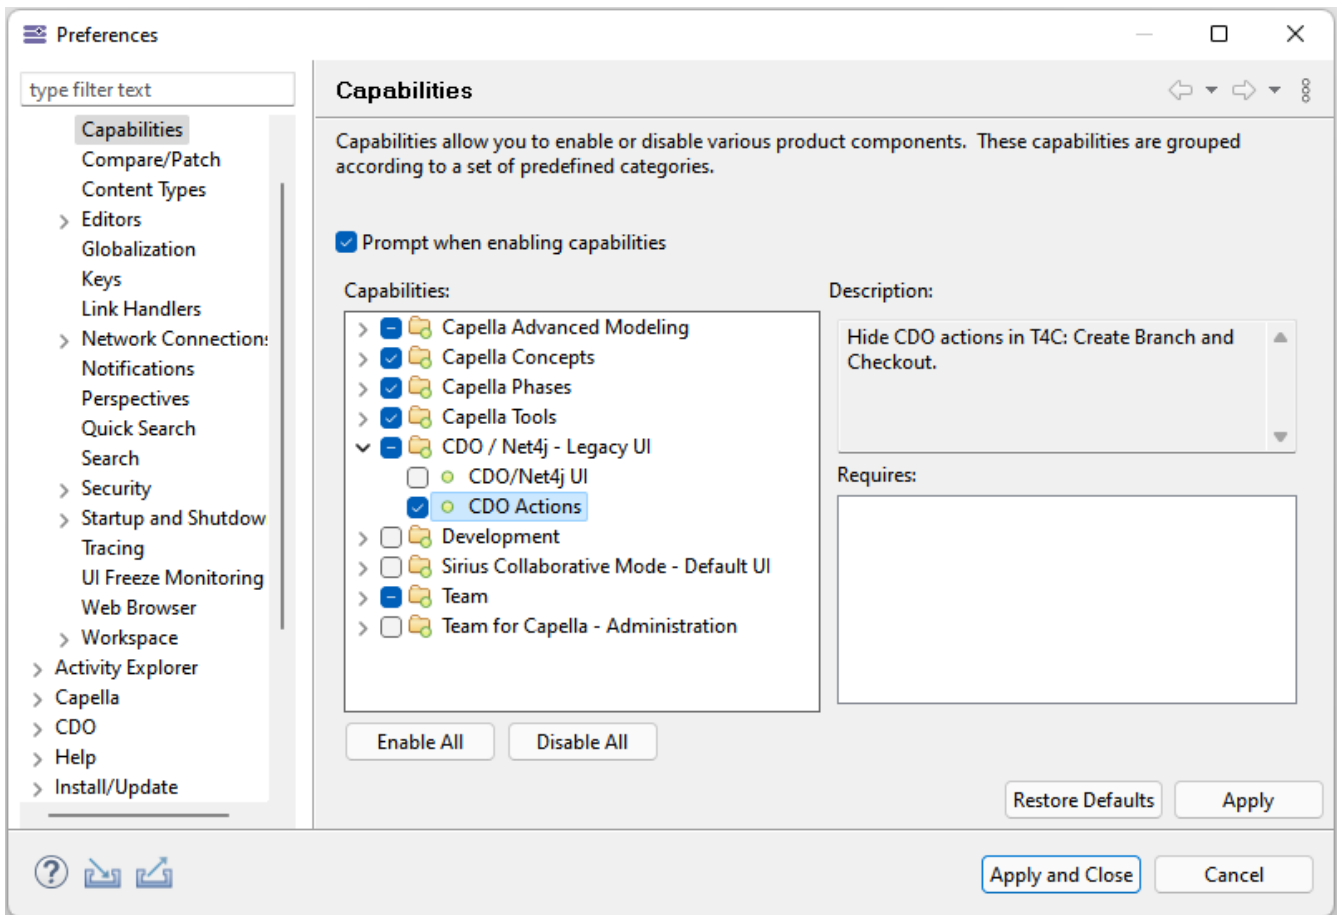 Preferences
type filter text
Capabilities
Compare/Patch
Content Types
Editors
Globalization
Keys
Link Handlers
Network Connection
Notifications
Perspectives
Quick Search
Search
Security
Startup and Shutdow
Tracing
UI Freeze Monitoring
Web Browser
Workspace
Activity Explorer
Capella
CDO
Help
Install/Update
Capabilities
Capabilities allow you to enable or disable various product components.  These capabilities are grouped
according to a set of predefined categories.
Prompt when enabling capabilities
Capabilities:
Capella Advanced Modeling
Capella Concepts
Capella Phases
Capella Tools
CDO / Net4j - Legacy UI
CDO/Net4j UI
CDO Actions
Development
Sirius Collaborative Mode - Default UI
Team
Team for Capella - Administration
Enable All
Disable All
Description:
Hide CDO actions in T4C: Create Branch and
Checkout.
Requires:
Restore Defaults
Apply
Apply and Close
Cancel